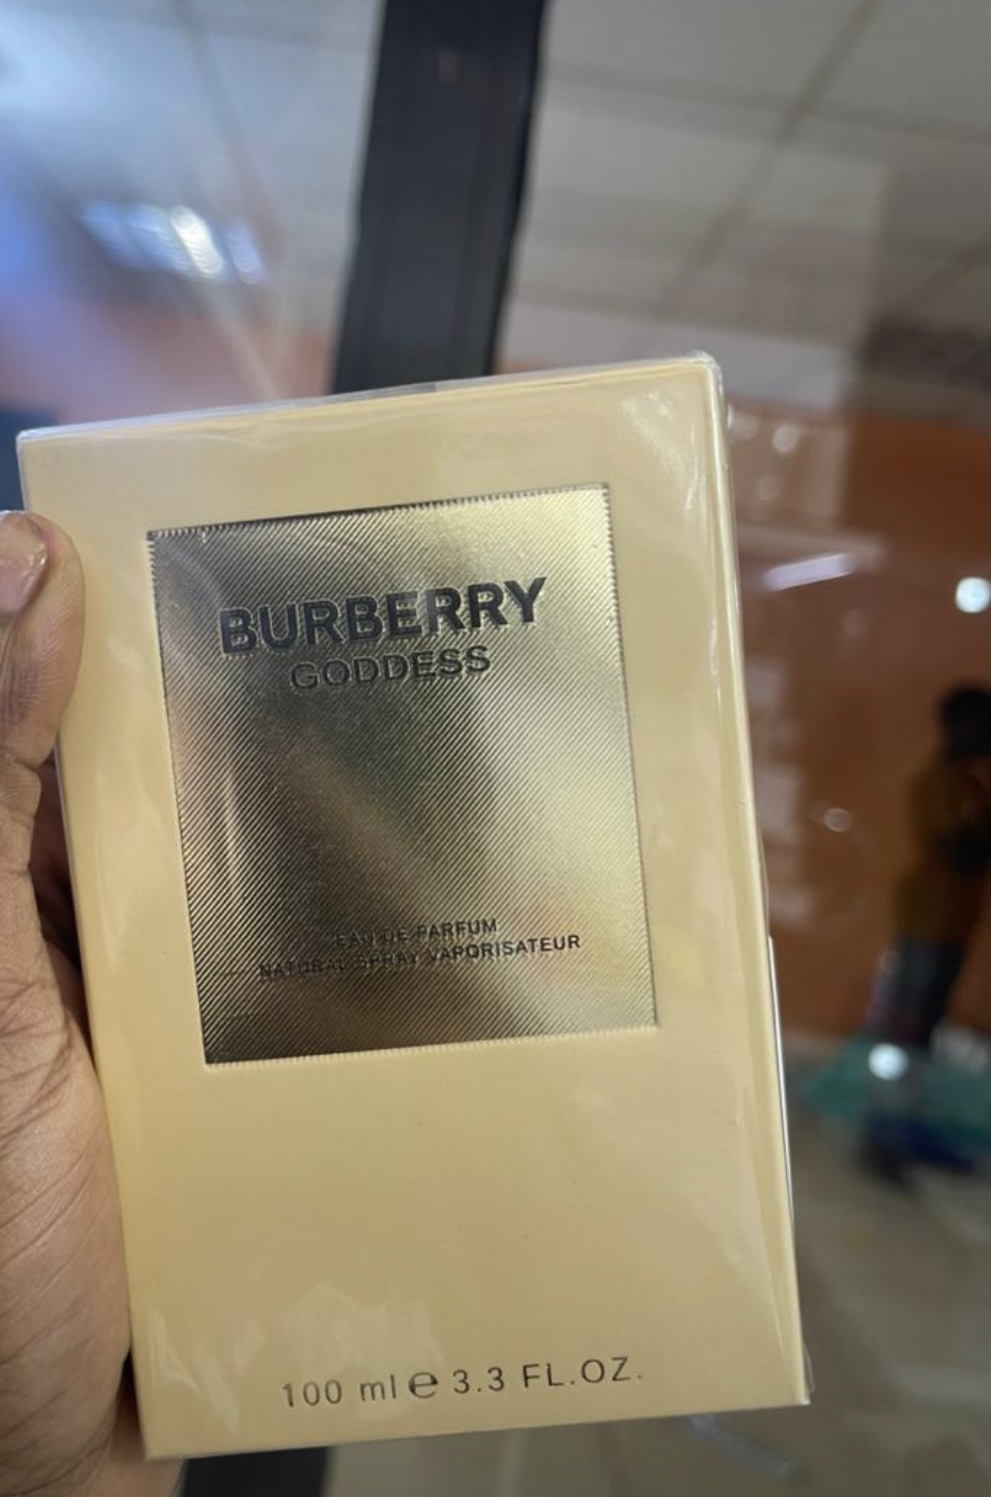 BURBERRY
GODDESS
EAU DE PARFUM
NATURAL SPRAY VAPORISATEUR
100 ml ℮ 3.3 FL.OZ.